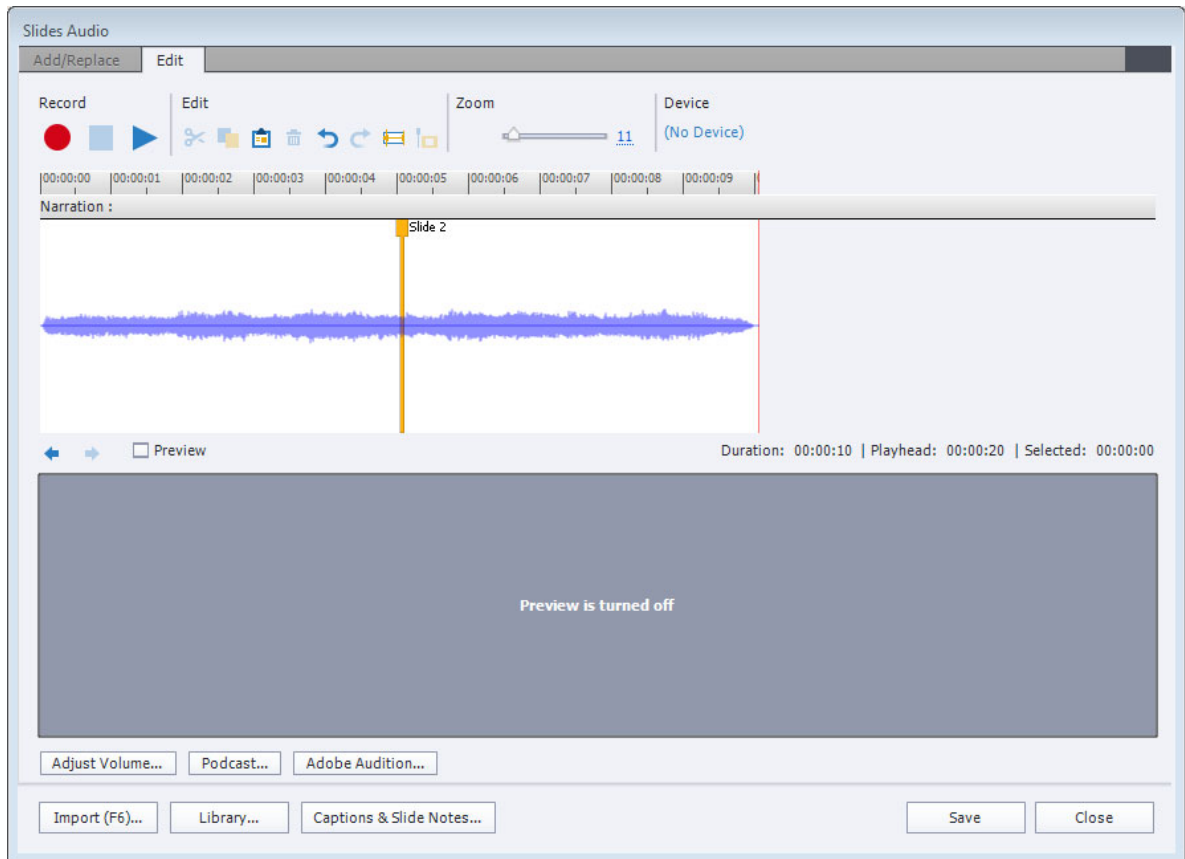 Slides Audio
Add/Replace Edit
Record Edit Zoom Device
11 (No Device)
00:00:00 00:00:01 00:00:02 00:00:03 00:00:04 00:00:05 00:00:06 00:00:07 00:00:08 00:00:09
Narration :
Slide 2
Preview Duration: 00:00:10 | Playhead: 00:00:20 | Selected: 00:00:00
Preview is turned off
Adjust Volume... Podcast... Adobe Audition...
Import (F6)... Library... Captions & Slide Notes... Save Close